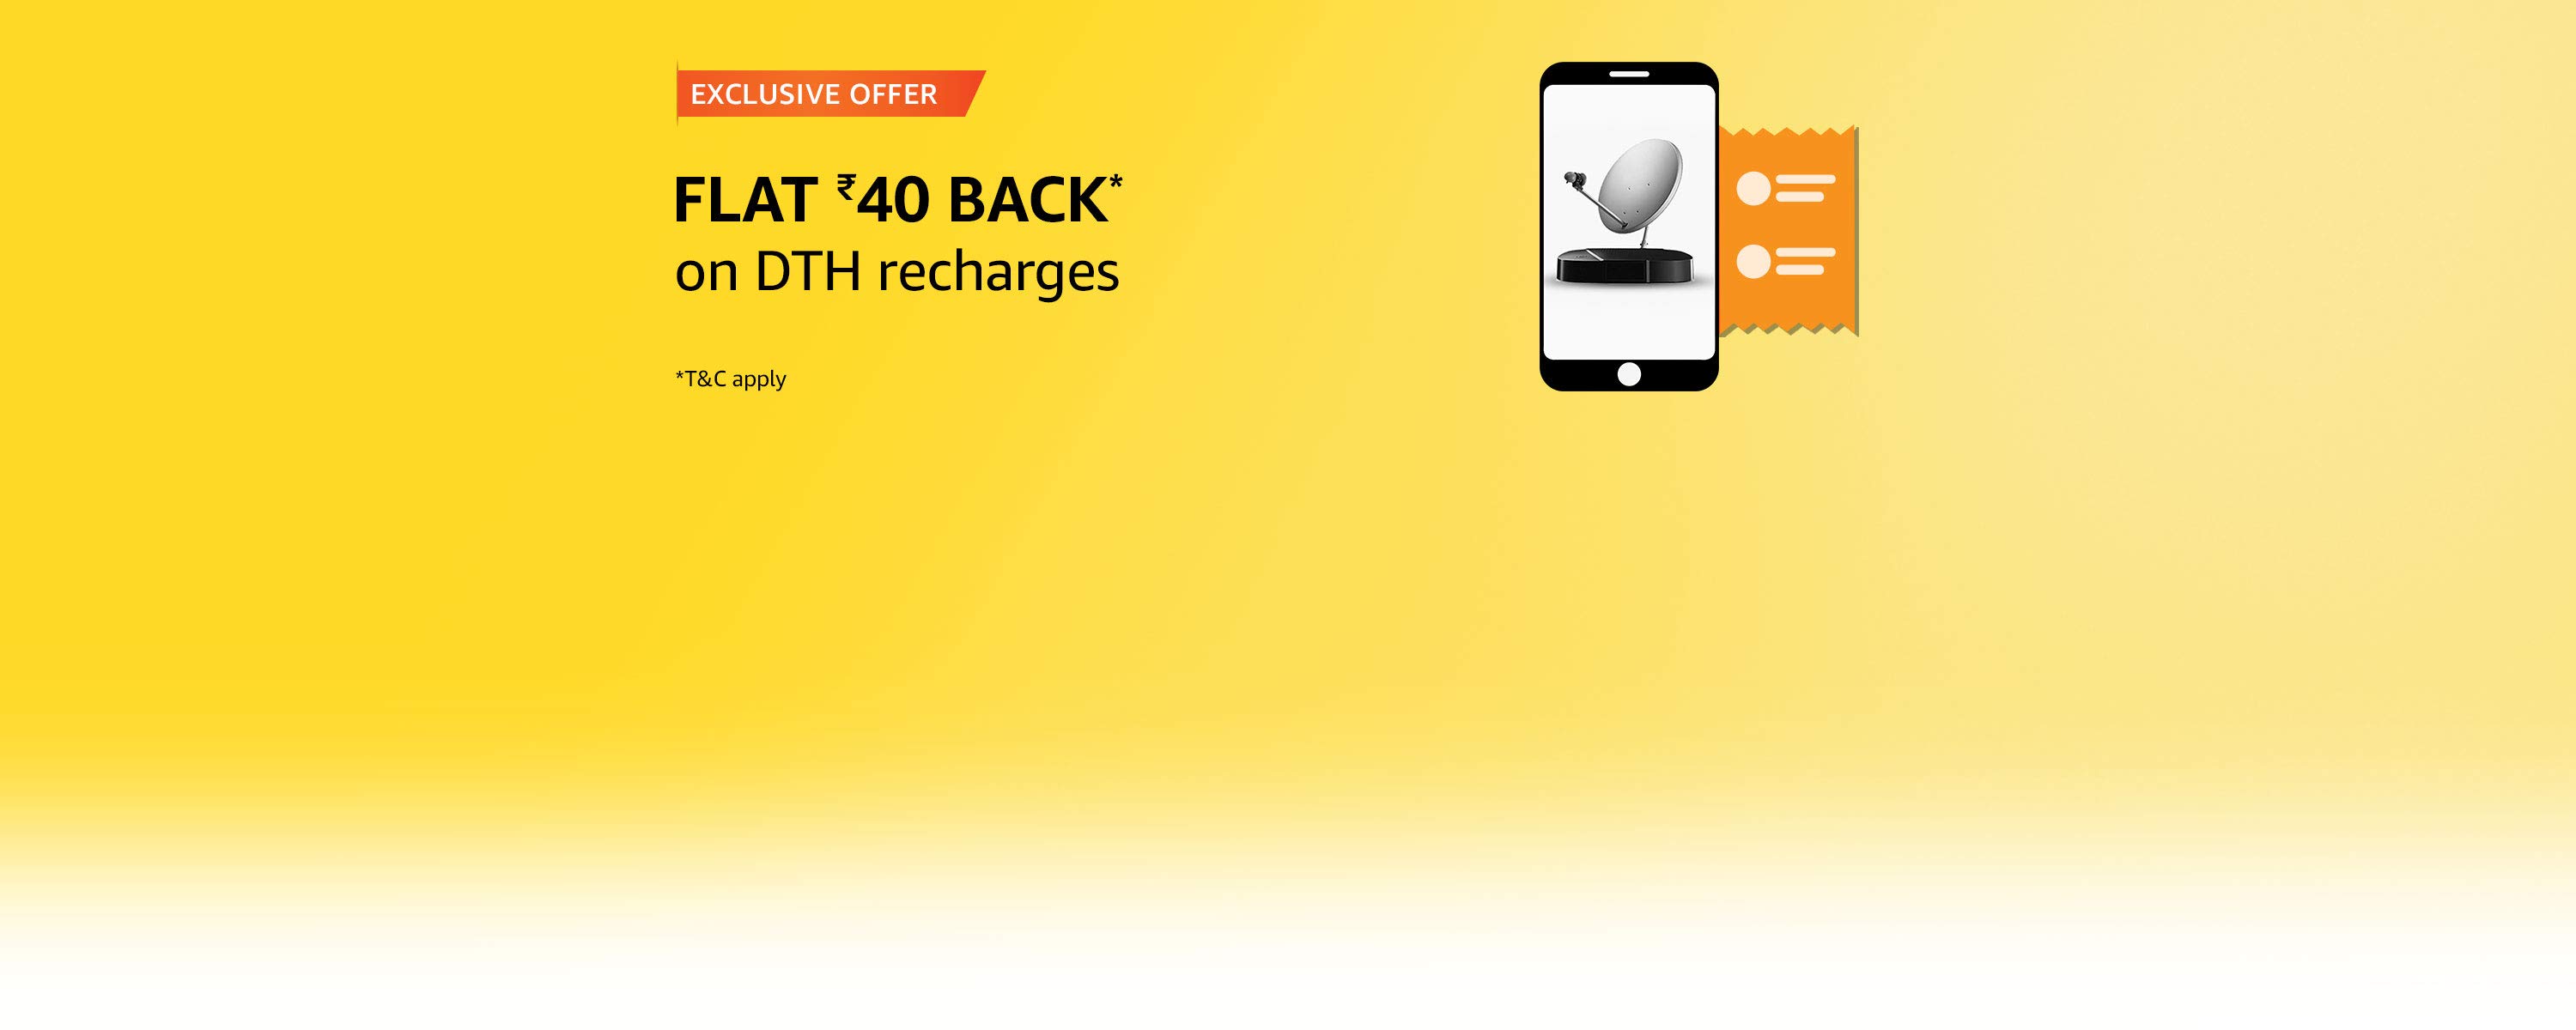 EXCLUSIVE OFFER
FLAT ₹40 BACK*
on DTH recharges
*T&C apply